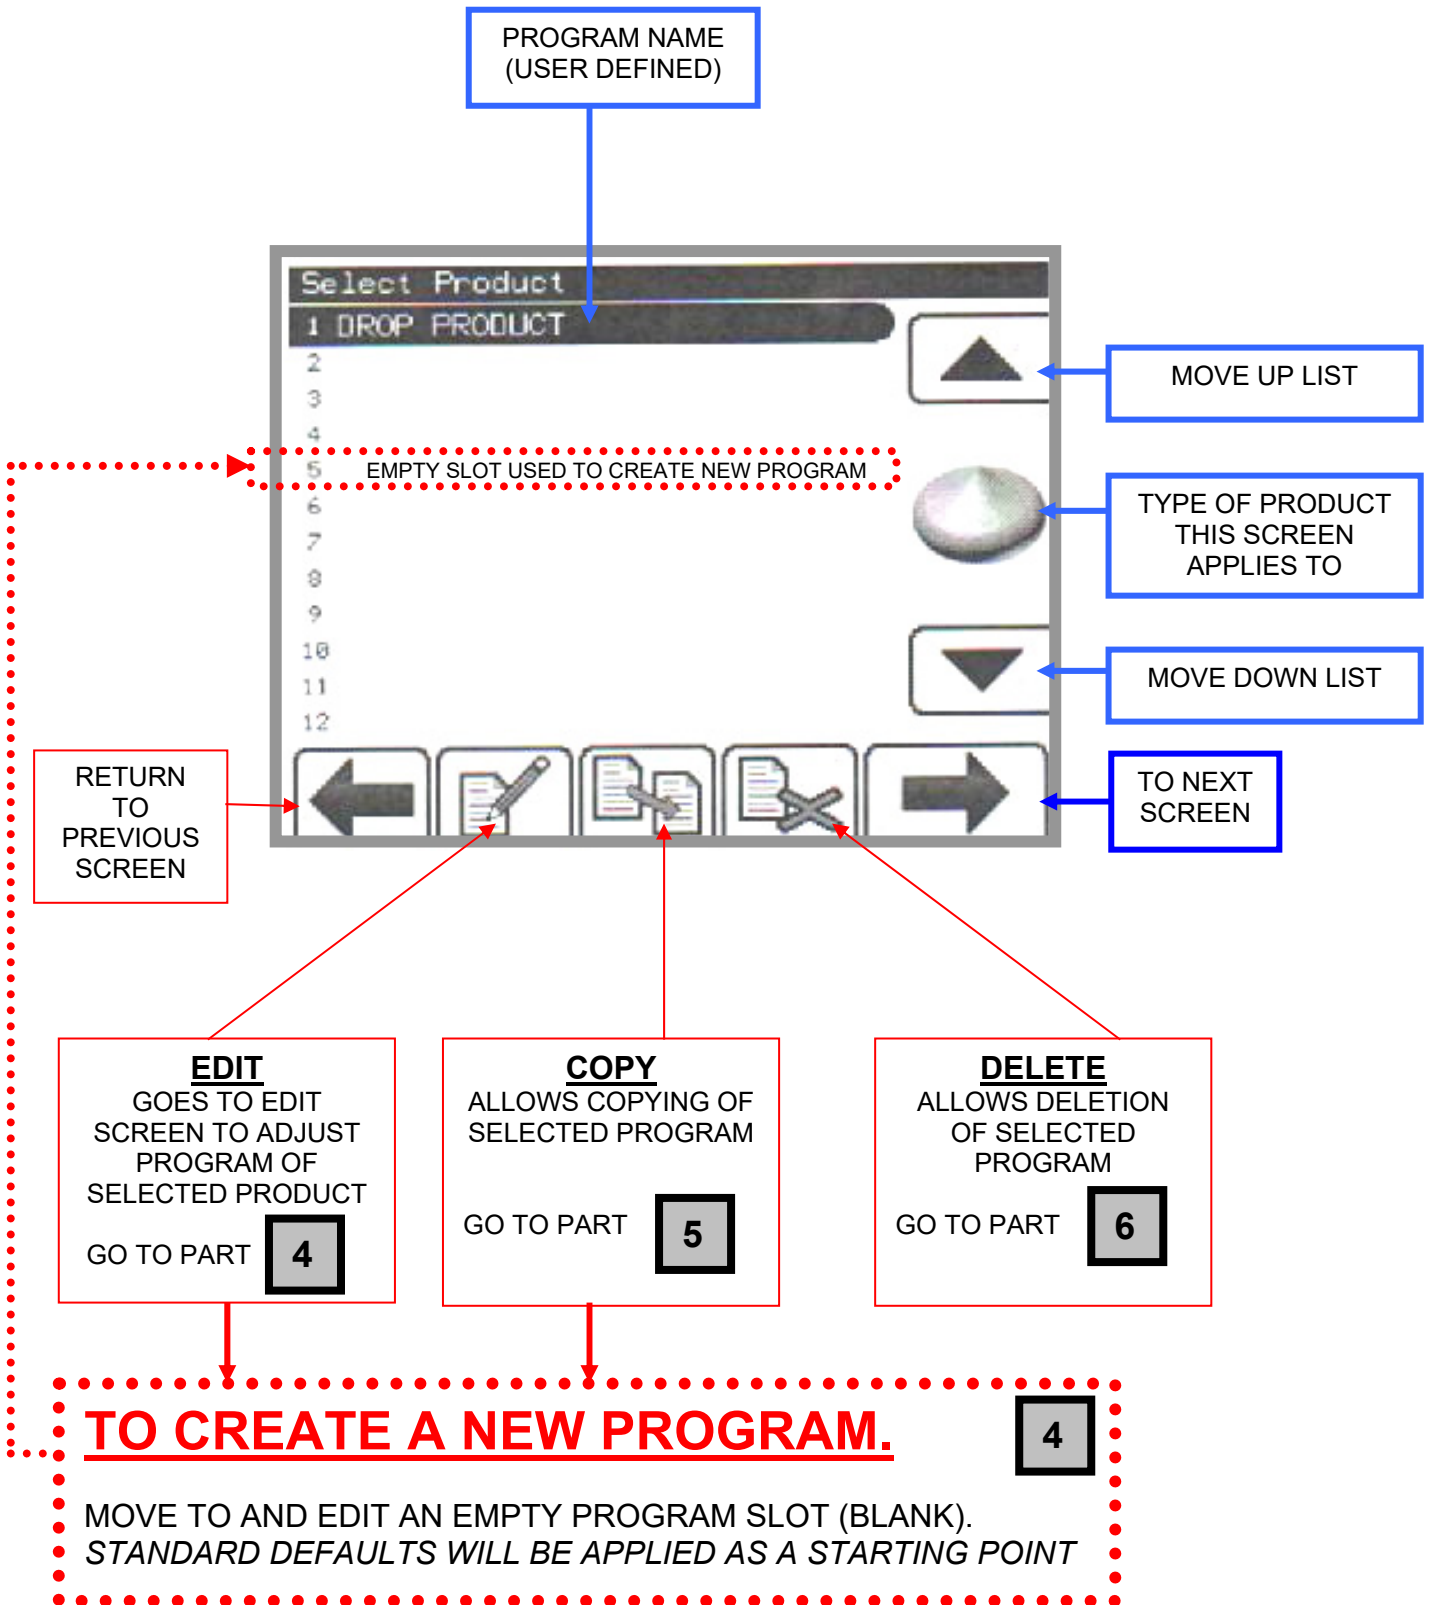 PROGRAM NAME
(USER DEFINED)
Select Product
1 DROP PRODUCT
2
3
4
5 EMPTY SLOT USED TO CREATE NEW PROGRAM
6
7
8
9
10
11
12
MOVE UP LIST
TYPE OF PRODUCT
THIS SCREEN
APPLIES TO
MOVE DOWN LIST
RETURN
TO
PREVIOUS
SCREEN
TO NEXT
SCREEN
EDIT
GOES TO EDIT
SCREEN TO ADJUST
PROGRAM OF
SELECTED PRODUCT
GO TO PART 4
COPY
ALLOWS COPYING OF
SELECTED PROGRAM
GO TO PART 5
DELETE
ALLOWS DELETION
OF SELECTED
PROGRAM
GO TO PART 6
TO CREATE A NEW PROGRAM. 4
MOVE TO AND EDIT AN EMPTY PROGRAM SLOT (BLANK).
STANDARD DEFAULTS WILL BE APPLIED AS A STARTING POINT